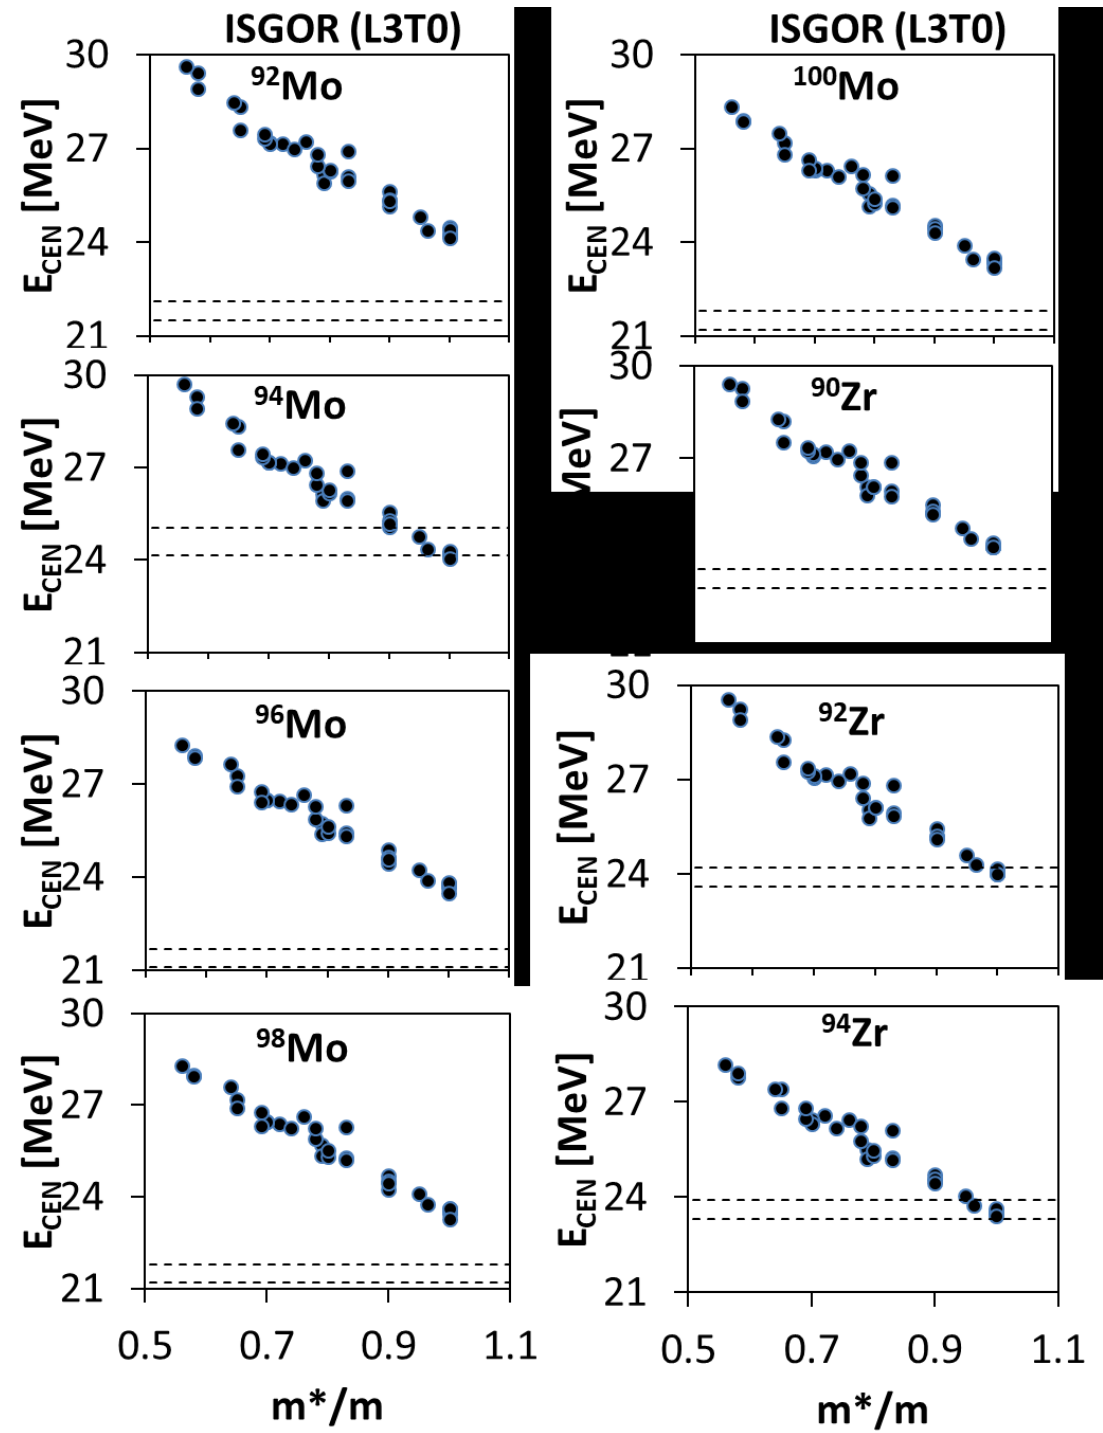 ISGOR (L3T0)
30
27
24
21
E_CEN [MeV]
⁹²Mo
30
27
24
21
E_CEN [MeV]
⁹⁴Mo
30
27
24
21
E_CEN [MeV]
⁹⁶Mo
30
27
24
21
E_CEN [MeV]
⁹⁸Mo
0.5 0.7 0.9 1.1
m*/m
ISGOR (L3T0)
30
27
24
21
E_CEN [MeV]
¹⁰⁰Mo
30
27
MeV]
⁹⁰Zr
30
27
24
21
E_CEN [MeV]
⁹²Zr
30
27
24
21
E_CEN [MeV]
⁹⁴Zr
0.5 0.7 0.9 1.1
m*/m